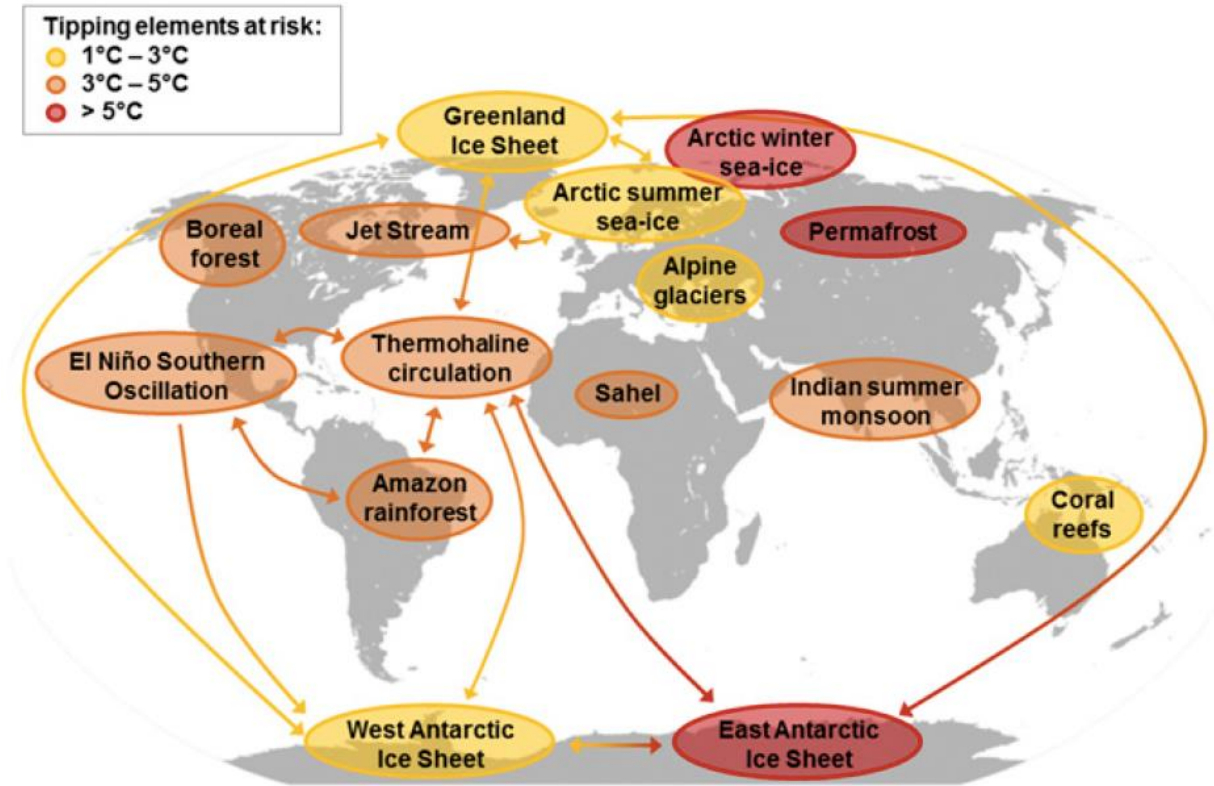 Tipping elements at risk:
1°C – 3°C
3°C – 5°C
> 5°C
Greenland
Ice Sheet
Arctic winter
sea-ice
Arctic summer
sea-ice
Boreal
forest
Jet Stream
Permafrost
Alpine
glaciers
El Niño Southern
Oscillation
Thermohaline
circulation
Sahel
Indian summer
monsoon
Amazon
rainforest
Coral
reefs
West Antarctic
Ice Sheet
East Antarctic
Ice Sheet